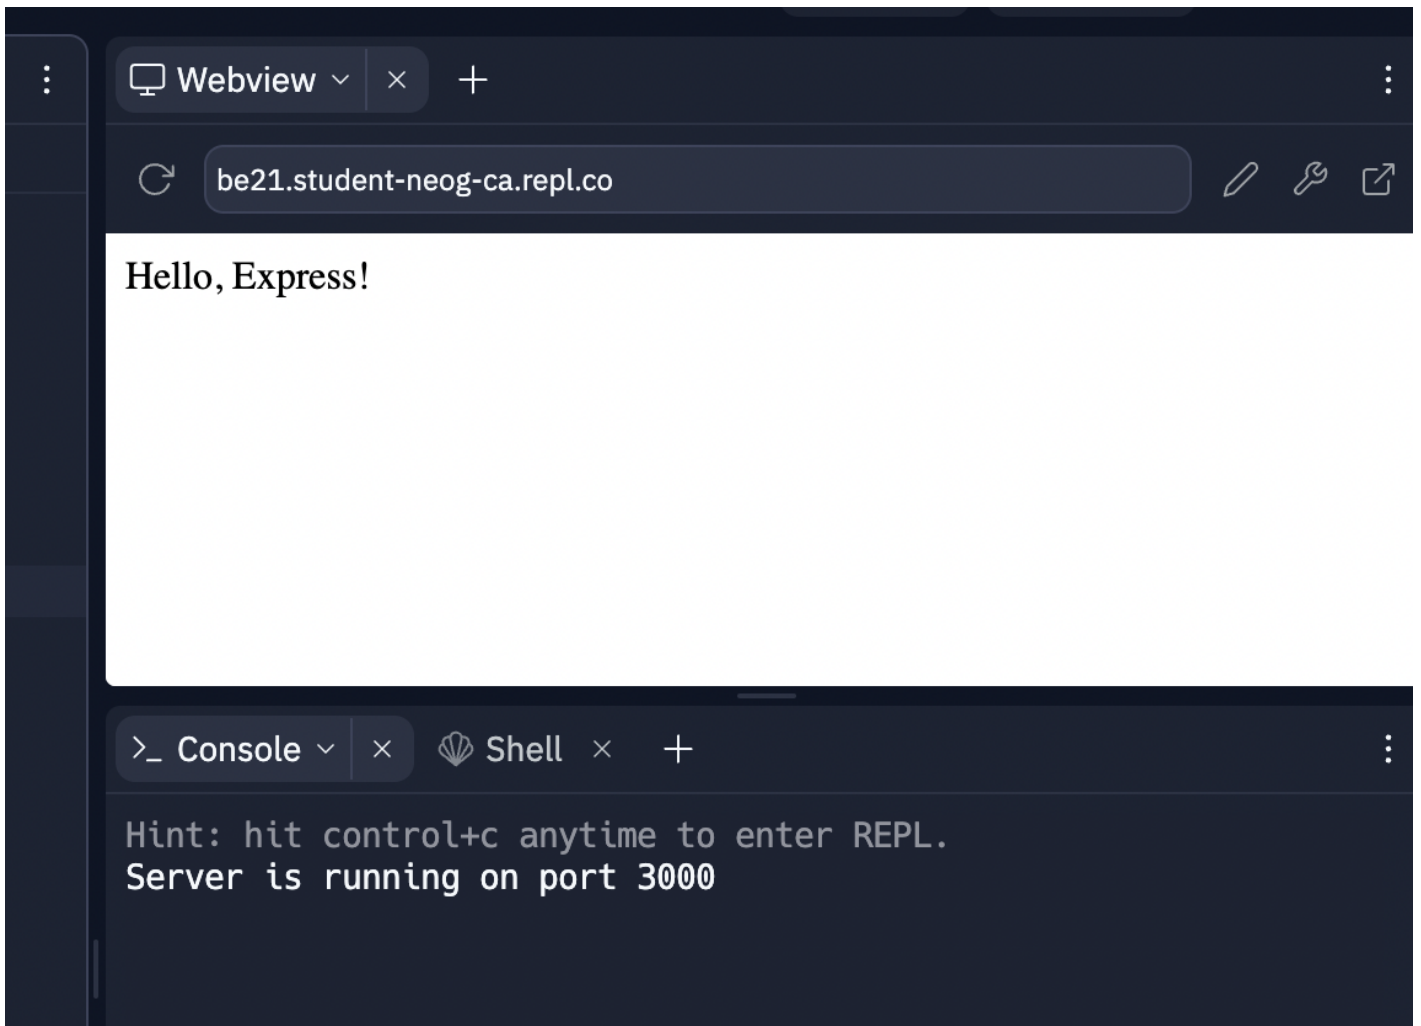 Webview
be21.student-neog-ca.repl.co
Hello, Express!
>_ Console
Shell
Hint: hit control+c anytime to enter REPL.
Server is running on port 3000